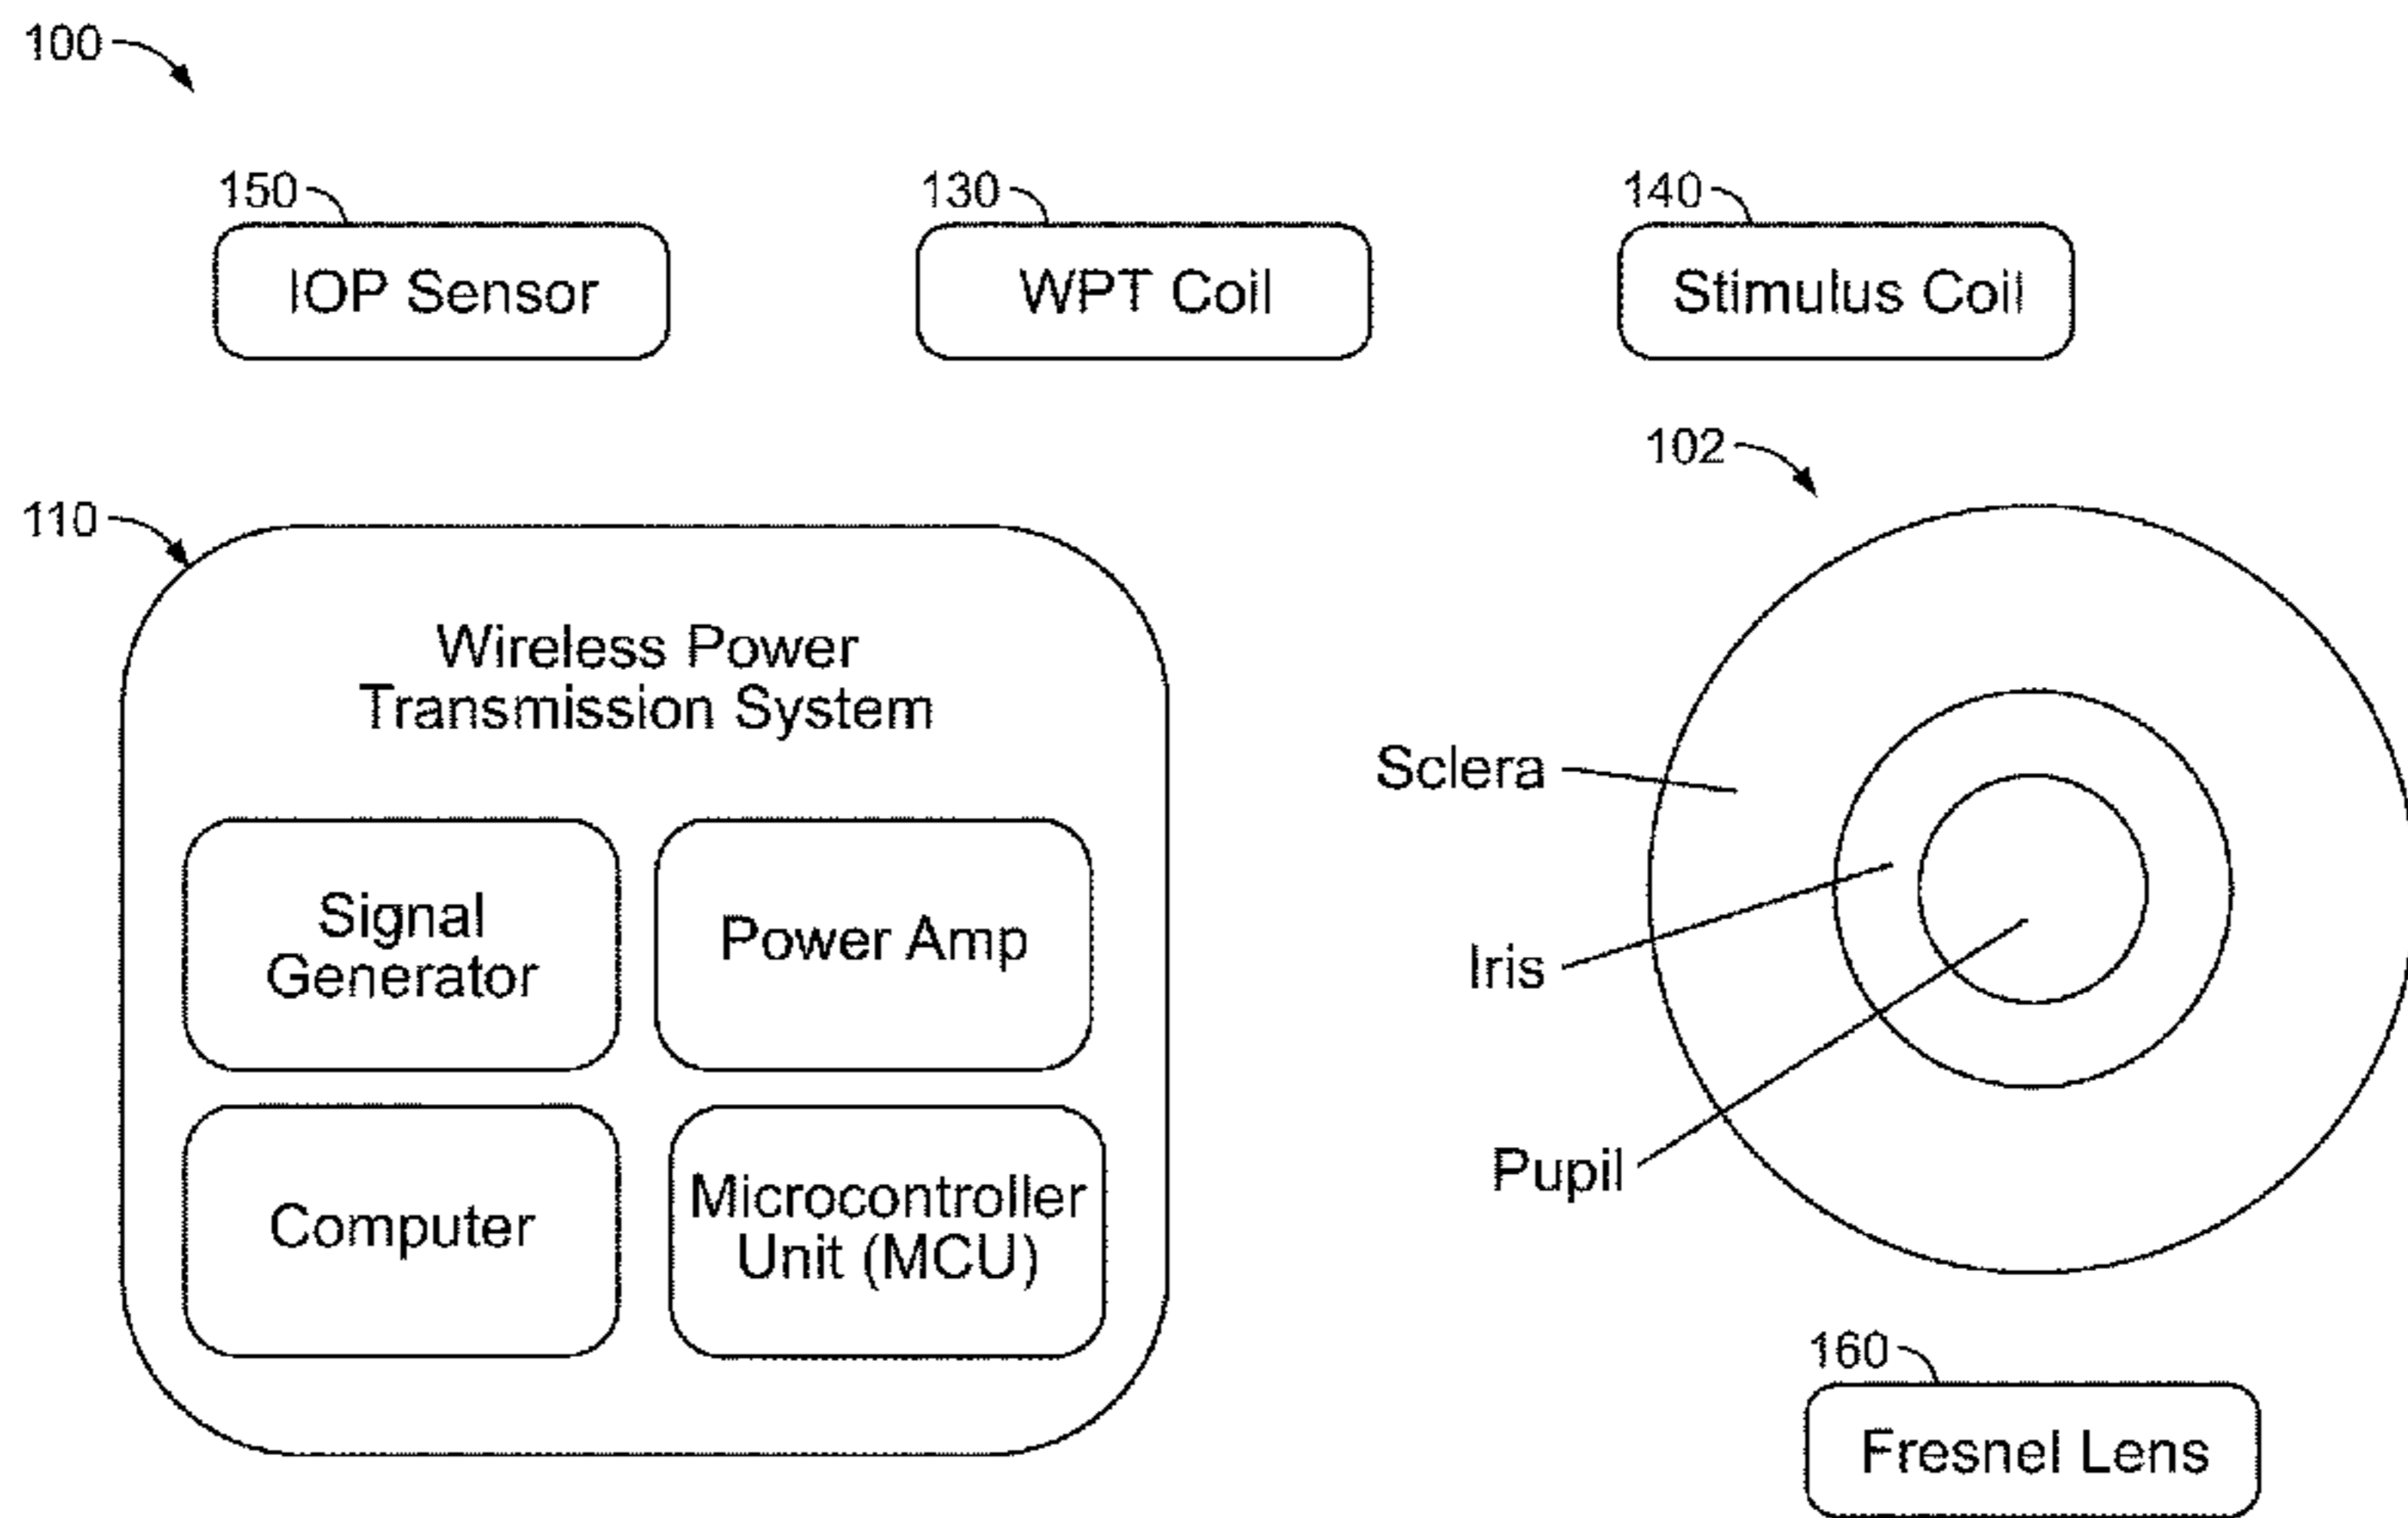 100
150
130
140
IOP Sensor
WPT Coil
Stimulus Coil
102
110
Wireless Power
Transmission System
Sclera
Signal
Generator
Power Amp
Iris
Computer
Microcontroller
Unit (MCU)
Pupil
160
Fresnel Lens